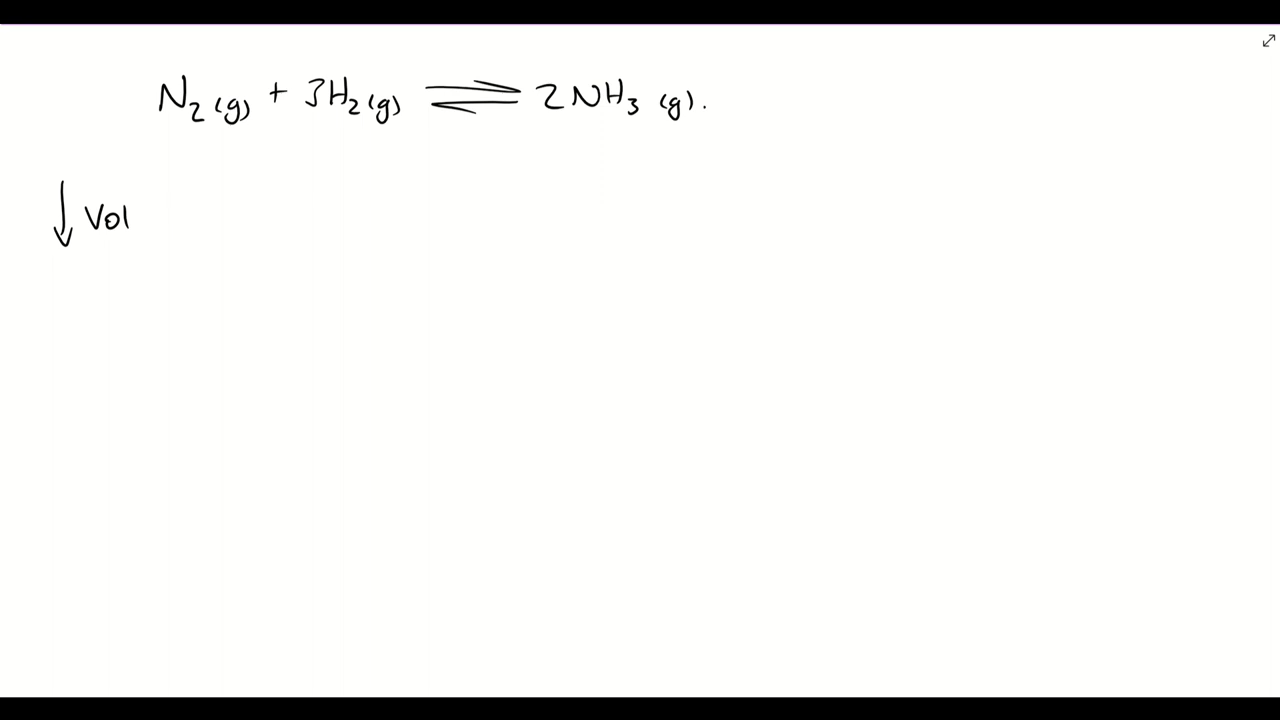 N₂(g) + 3H₂(g) ⇌ 2NH₃(g).
↓ Vol